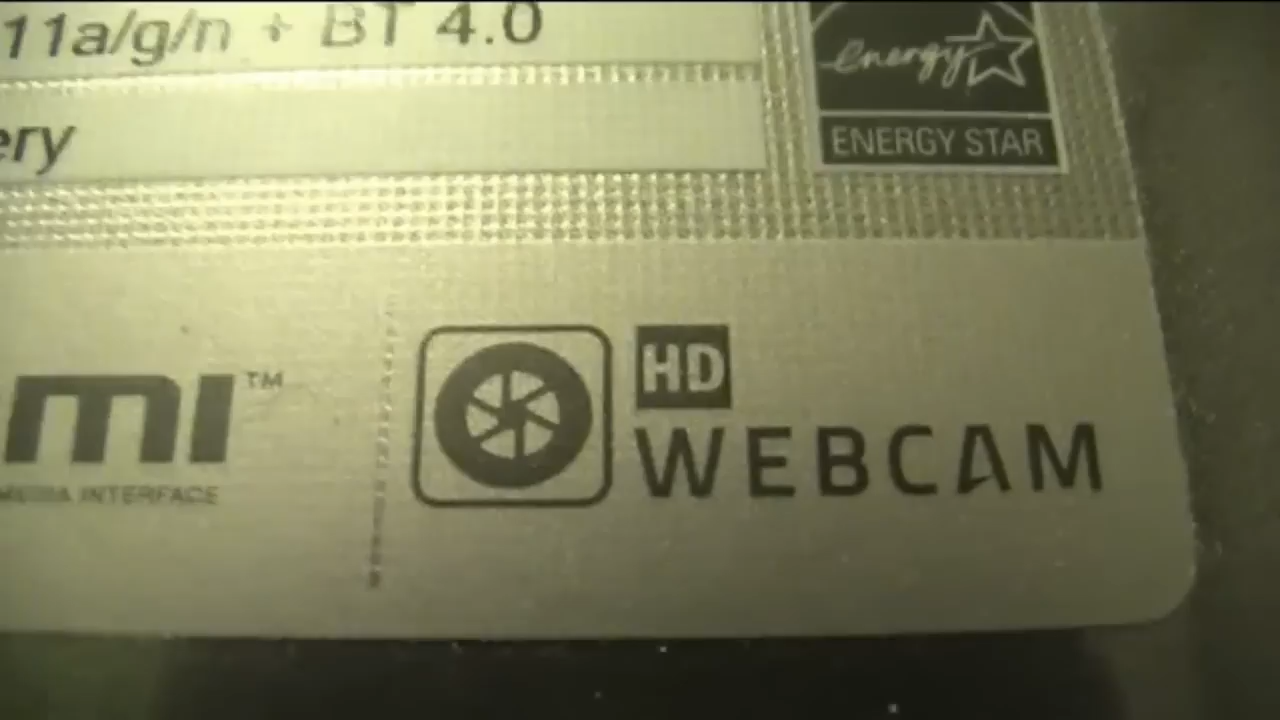 11a/g/n + BT 4.0
ery
energy
ENERGY STAR
mi™
MEDIA INTERFACE
HD
WEBCAM